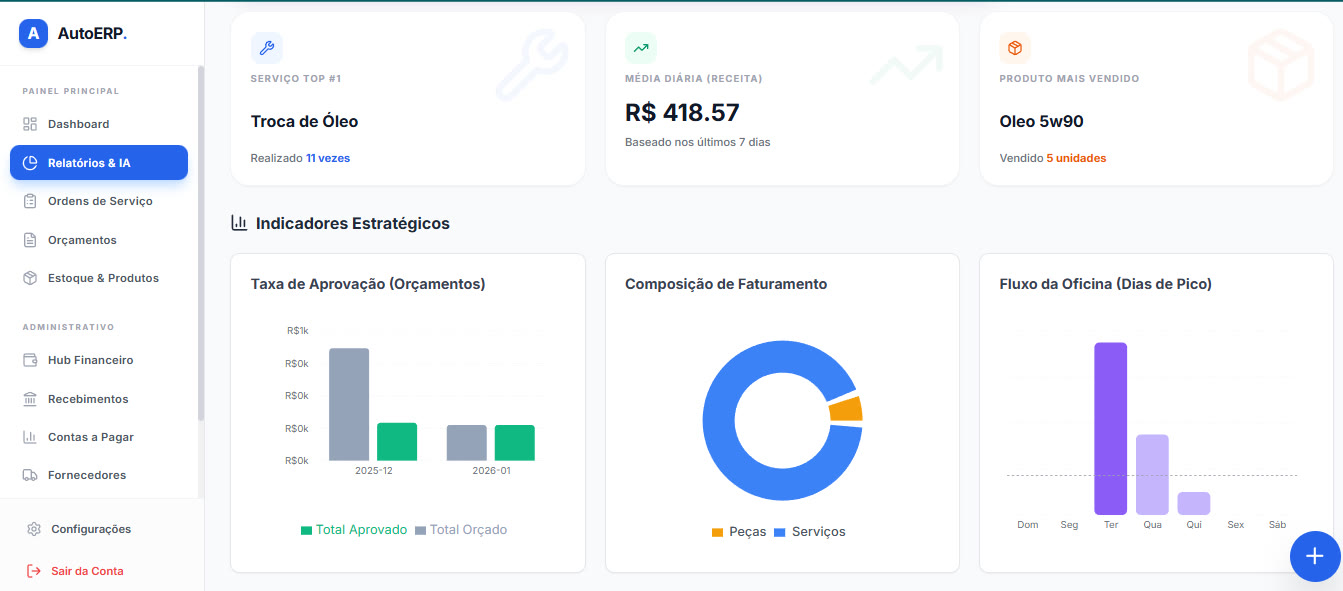 A AutoERP.
PAINEL PRINCIPAL
Dashboard
Relatórios & IA
Ordens de Serviço
Orçamentos
Estoque & Produtos
ADMINISTRATIVO
Hub Financeiro
Recebimentos
Contas a Pagar
Fornecedores
Configurações
Sair da Conta
SERVIÇO TOP #1
Troca de Óleo
Realizado 11 vezes
MÉDIA DIÁRIA (RECEITA)
R$ 418.57
Baseado nos últimos 7 dias
PRODUTO MAIS VENDIDO
Oleo 5w90
Vendido 5 unidades
Indicadores Estratégicos
Taxa de Aprovação (Orçamentos)
R$1k
R$0k
R$0k
R$0k
R$0k
2025-12 2026-01
Total Aprovado Total Orçado
Composição de Faturamento
Peças Serviços
Fluxo da Oficina (Dias de Pico)
Dom Seg Ter Qua Qui Sex Sáb